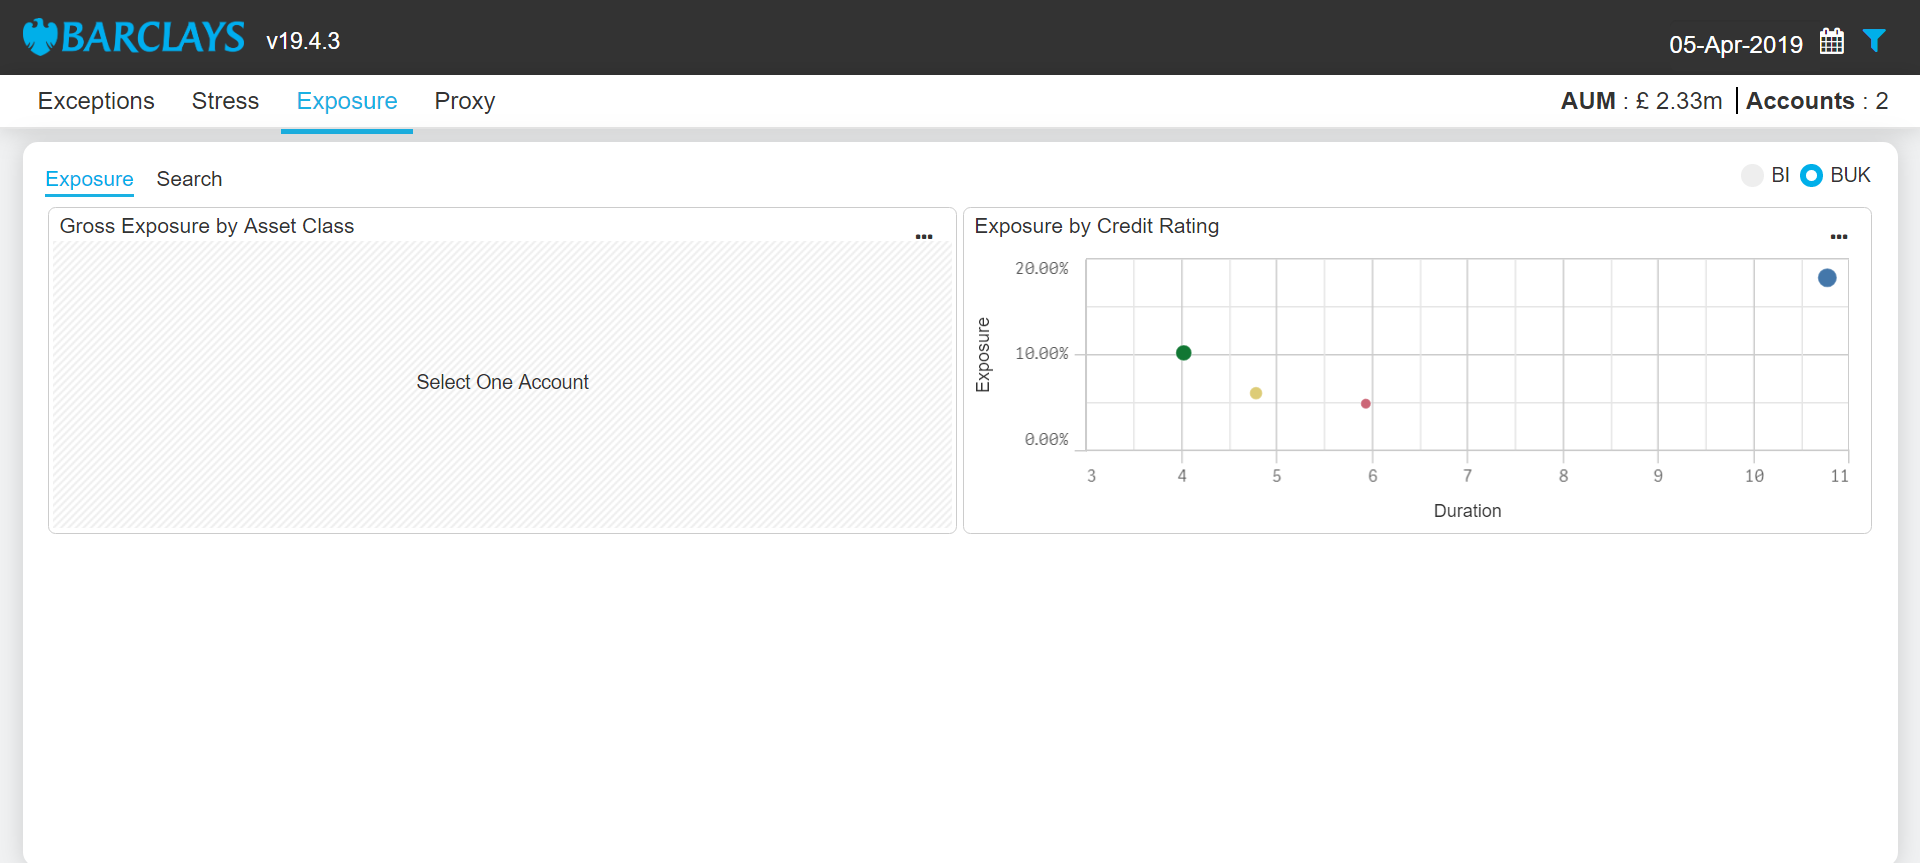 BARCLAYS v19.4.3
05-Apr-2019
Exceptions Stress Exposure Proxy
AUM : £ 2.33m | Accounts : 2
Exposure Search
BI BUK
Gross Exposure by Asset Class
...
Select One Account
Exposure by Credit Rating
...
20.00%
10.00%
0.00%
Exposure
3 4 5 6 7 8 9 10 11
Duration